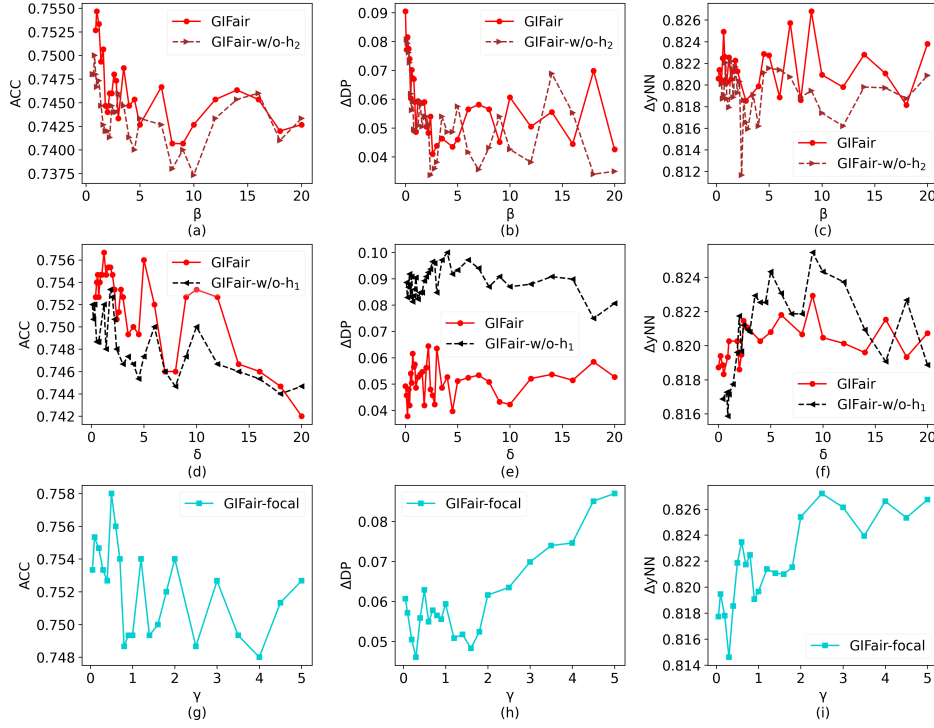 0.7550
0.7525
0.7500
0.7475
0.7450
0.7425
0.7400
0.7375
ACC
GIFair
GIFair-w/o-h₂
0 5 10 15 20
β
(a)
0.09
0.08
0.07
0.06
0.05
0.04
ΔDP
GIFair
GIFair-w/o-h₂
0 5 10 15 20
β
(b)
0.826
0.824
0.822
0.820
0.818
0.816
0.814
0.812
ΔyNN
GIFair
GIFair-w/o-h₂
0 5 10 15 20
β
(c)
0.756
0.754
0.752
0.750
0.748
0.746
0.744
0.742
ACC
GIFair
GIFair-w/o-h₁
0 5 10 15 20
δ
(d)
0.10
0.09
0.08
0.07
0.06
0.05
0.04
ΔDP
GIFair
GIFair-w/o-h₁
0 5 10 15 20
δ
(e)
0.824
0.822
0.820
0.818
0.816
ΔyNN
GIFair
GIFair-w/o-h₁
0 5 10 15 20
δ
(f)
0.758
0.756
0.754
0.752
0.750
0.748
ACC
GIFair-focal
0 1 2 3 4 5
γ
(g)
0.08
0.07
0.06
0.05
ΔDP
GIFair-focal
0 1 2 3 4 5
γ
(h)
0.826
0.824
0.822
0.820
0.818
0.816
0.814
ΔyNN
GIFair-focal
0 1 2 3 4 5
γ
(i)